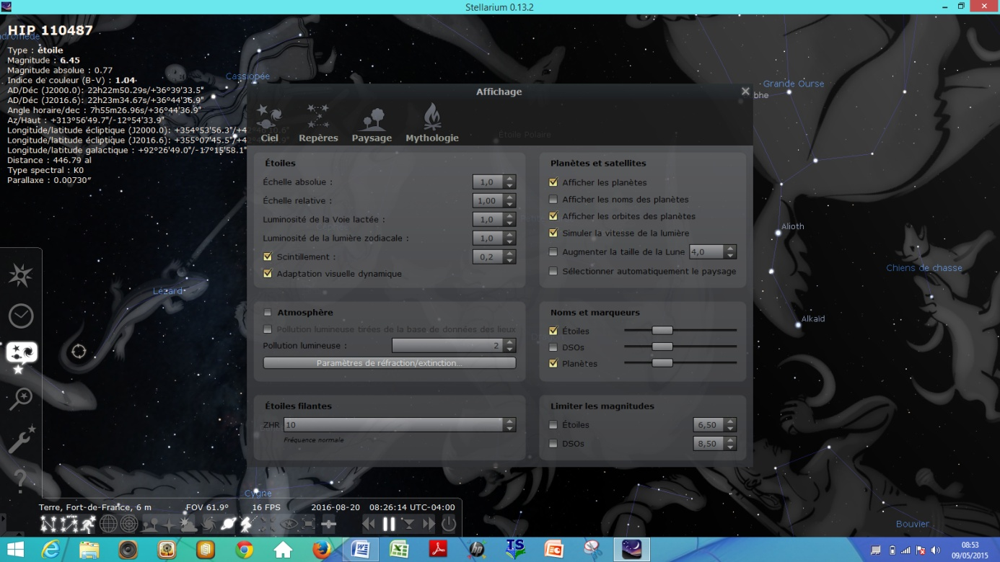 Stellarium 0.13.2
HIP 110487
Type : étoile
Magnitude : 6.45
Magnitude absolue : 0.77
Indice de couleur (B-V) : 1.04
AD/Déc (J2000.0): 22h22m50.29s/+36°39'33.5"
AD/Déc (J2016.6): 22h23m34.67s/+36°44'36.9"
Angle horaire/dec : 7h55m26.96s/+36°44'36.9"
Az/Haut : +313°56'49.7"/-12°54'33.9"
Longitude/latitude écliptique (J2000.0): +354°53'56.3"/+4
Longitude/latitude écliptique (J2016.6): +355°07'45.5"/+4
Longitude/latitude galactique : +92°26'49.0"/-17°15'58.1"
Distance : 446.79 al
Type spectral : K0
Parallaxe : 0.00730"
Cassiopée
Grande Ourse
bhe
Étoile Polaire
Alioth
Chiens de chasse
Alkaïd
Lézard
Cygne
Bouvier
Affichage
Ciel
Repères
Paysage
Mythologie
Étoiles
Échelle absolue : 1,0
Échelle relative : 1,00
Luminosité de la Voie lactée : 1,0
Luminosité de la lumière zodiacale : 1,0
Scintillement : 0,2
Adaptation visuelle dynamique
Planètes et satellites
Afficher les planètes
Afficher les noms des planètes
Afficher les orbites des planètes
Simuler la vitesse de la lumière
Augmenter la taille de la Lune 4,0
Sélectionner automatiquement le paysage
Atmosphère
Pollution lumineuse tirées de la base de données des lieux
Pollution lumineuse : 2
Paramètres de réfraction/extinction...
Noms et marqueurs
Étoiles
DSOs
Planètes
Étoiles filantes
ZHR 10
Fréquance normale
Limiter les magnitudes
Étoiles 6,50
DSOs 8,50
Terre, Fort-de-France, 6 m FOV 61.9° 16 FPS 2016-08-20 08:26:14 UTC-04:00
08:53
09/05/2015